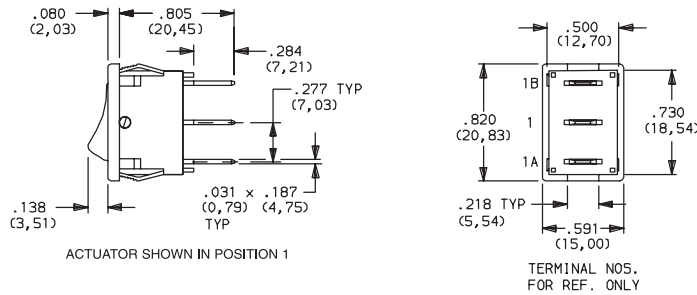 .080
(2,03)
.805
(20,45)
.284
(7,21)
.277 TYP
(7,03)
.031 x .187
(0,79) (4,75)
TYP
.138
(3,51)
ACTUATOR SHOWN IN POSITION 1
.500
(12,70)
1B
1
1A
.820
(20,83)
.730
(18,54)
.218 TYP
(5,54)
.591
(15,00)
TERMINAL NOS.
FOR REF. ONLY